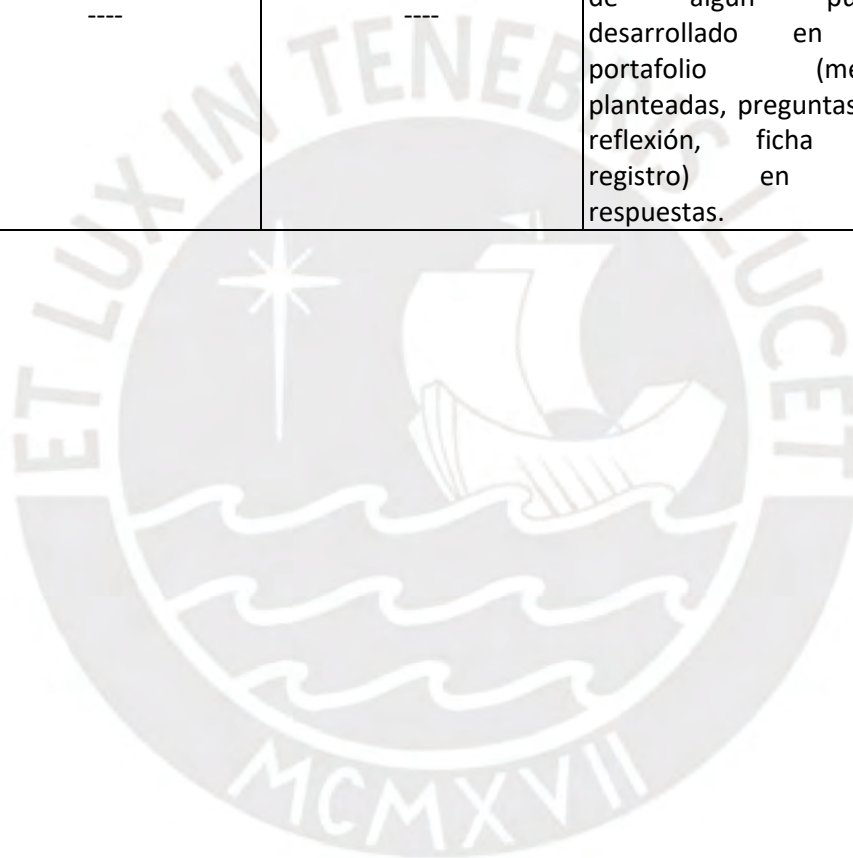 ---- ---- de algún
desarrollado en
portafolio
planteadas, preguntas
reflexión, ficha
registro) en
respuestas.
ET LUX IN TENEBRIS LUCET
MCMXVII